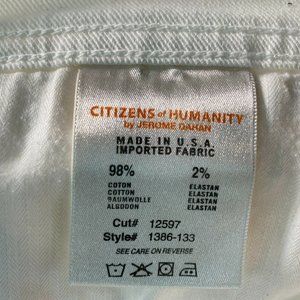 CITIZENS of HUMANITY
by JEROME DAHAN
MADE IN U.S.A.
IMPORTED FABRIC
98% 2%
COTON ELASTAN
COTTON ELASTAN
BAUMWOLLE ELASTAN
ALGODON ELASTAN
Cut# 12597
Style# 1386-133
SEE CARE ON REVERSE